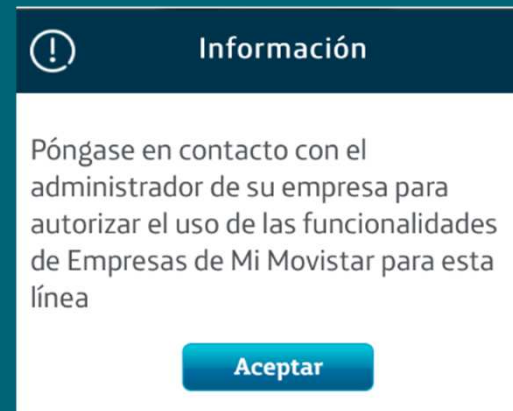 Información
Póngase en contacto con el
administrador de su empresa para
autorizar el uso de las funcionalidades
de Empresas de Mi Movistar para esta
línea
Aceptar